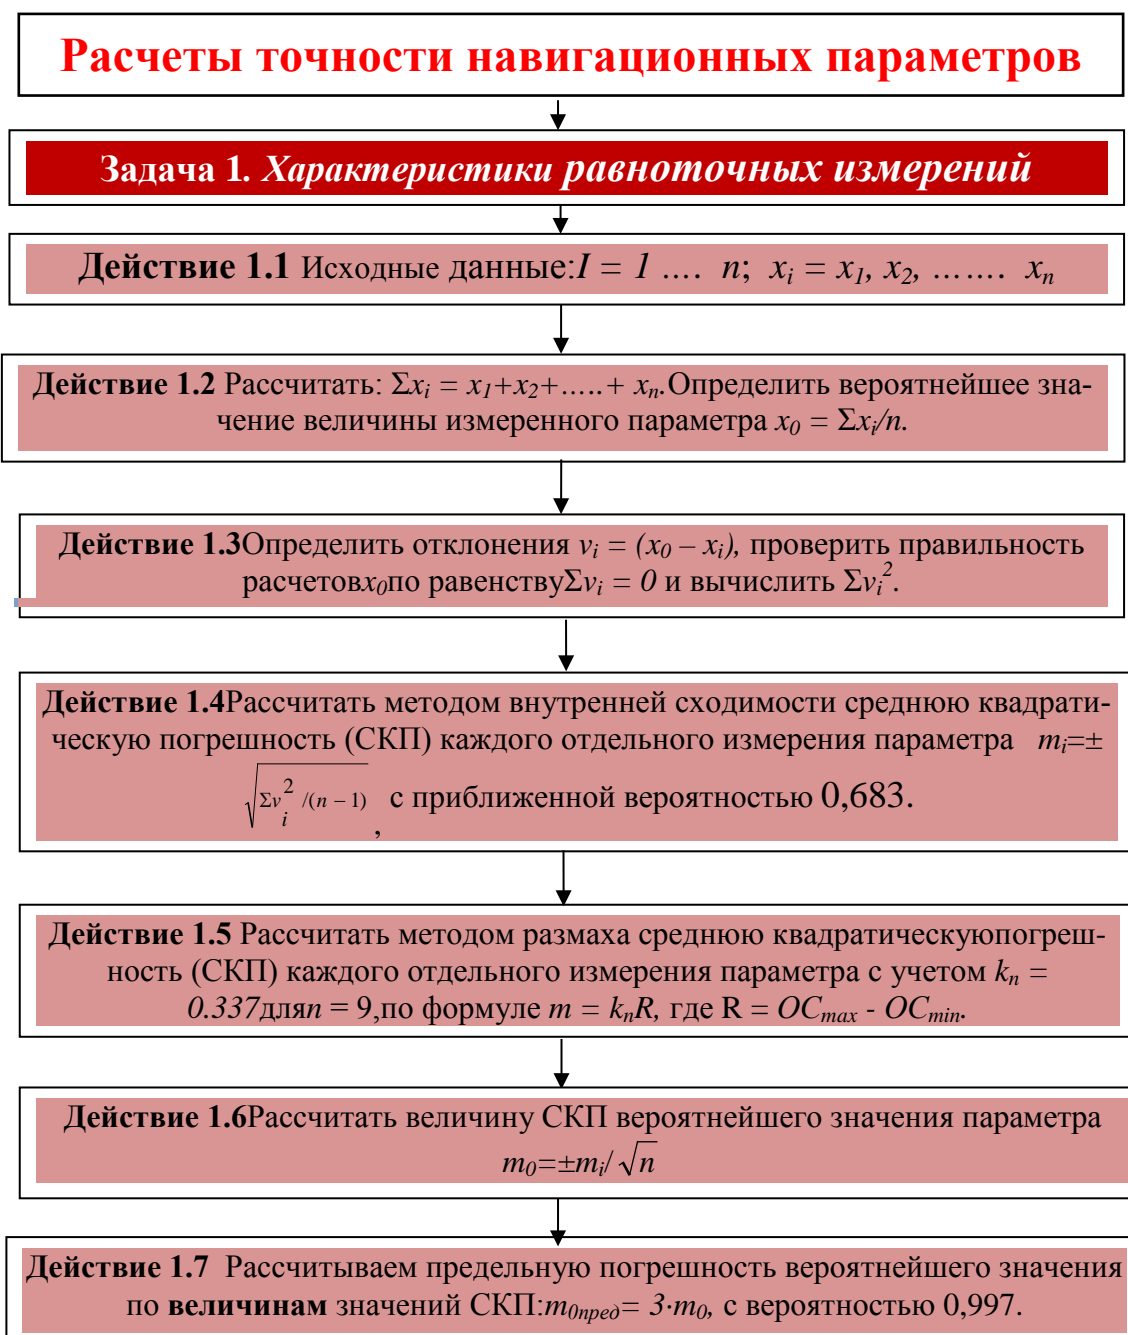 Расчеты точности навигационных параметров
Задача 1. Характеристики равноточных измерений
Действие 1.1 Исходные данные:I = 1 .... n; xᵢ = x₁, x₂, ....... xₙ
Действие 1.2 Рассчитать: Σxᵢ = x₁+x₂+.....+ xₙ.Определить вероятнейшее зна-
чение величины измеренного параметра x₀ = Σxᵢ/n.
Действие 1.3Определить отклонения vᵢ = (x₀ – xᵢ), проверить правильность
расчетовx₀по равенствуΣvᵢ = 0 и вычислить Σvᵢ².
Действие 1.4Рассчитать методом внутренней сходимости среднюю квадрати-
ческую погрешность (СКП) каждого отдельного измерения параметра mᵢ=±
√(Σvᵢ² /(n − 1)) , с приближенной вероятностью 0,683.
Действие 1.5 Рассчитать методом размаха среднюю квадратическуюпогреш-
ность (СКП) каждого отдельного измерения параметра с учетом kₙ =
0.337дляn = 9,по формуле m = kₙR, где R = OCmax - OCmin.
Действие 1.6Рассчитать величину СКП вероятнейшего значения параметра
m₀=±mᵢ/√n
Действие 1.7 Рассчитываем предельную погрешность вероятнейшего значения
по величинам значений СКП:m₀пред= 3·m₀, с вероятностью 0,997.